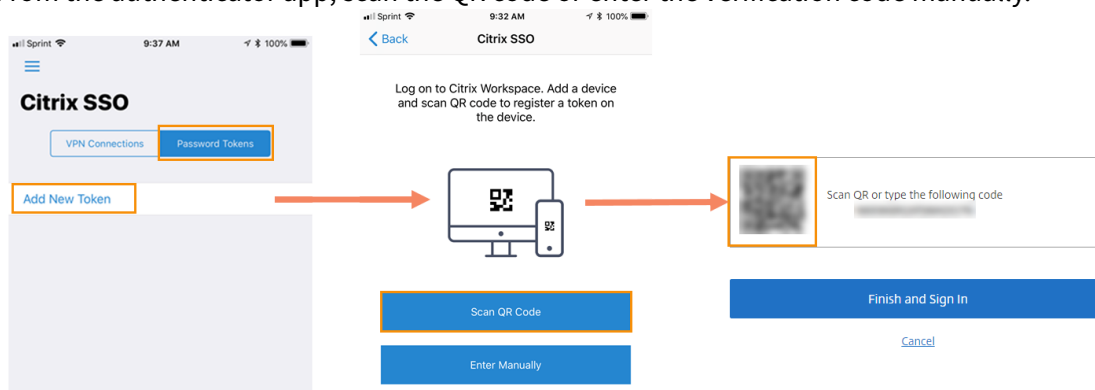 From the authenticator app, scan the QR code or enter the verification code manually.
Sprint 9:37 AM 100%
Citrix SSO
VPN Connections Password Tokens
Add New Token
Sprint 9:32 AM 100%
Back Citrix SSO
Log on to Citrix Workspace. Add a device
and scan QR code to register a token on
the device.
Scan QR Code
Enter Manually
Scan QR or type the following code
Finish and Sign In
Cancel